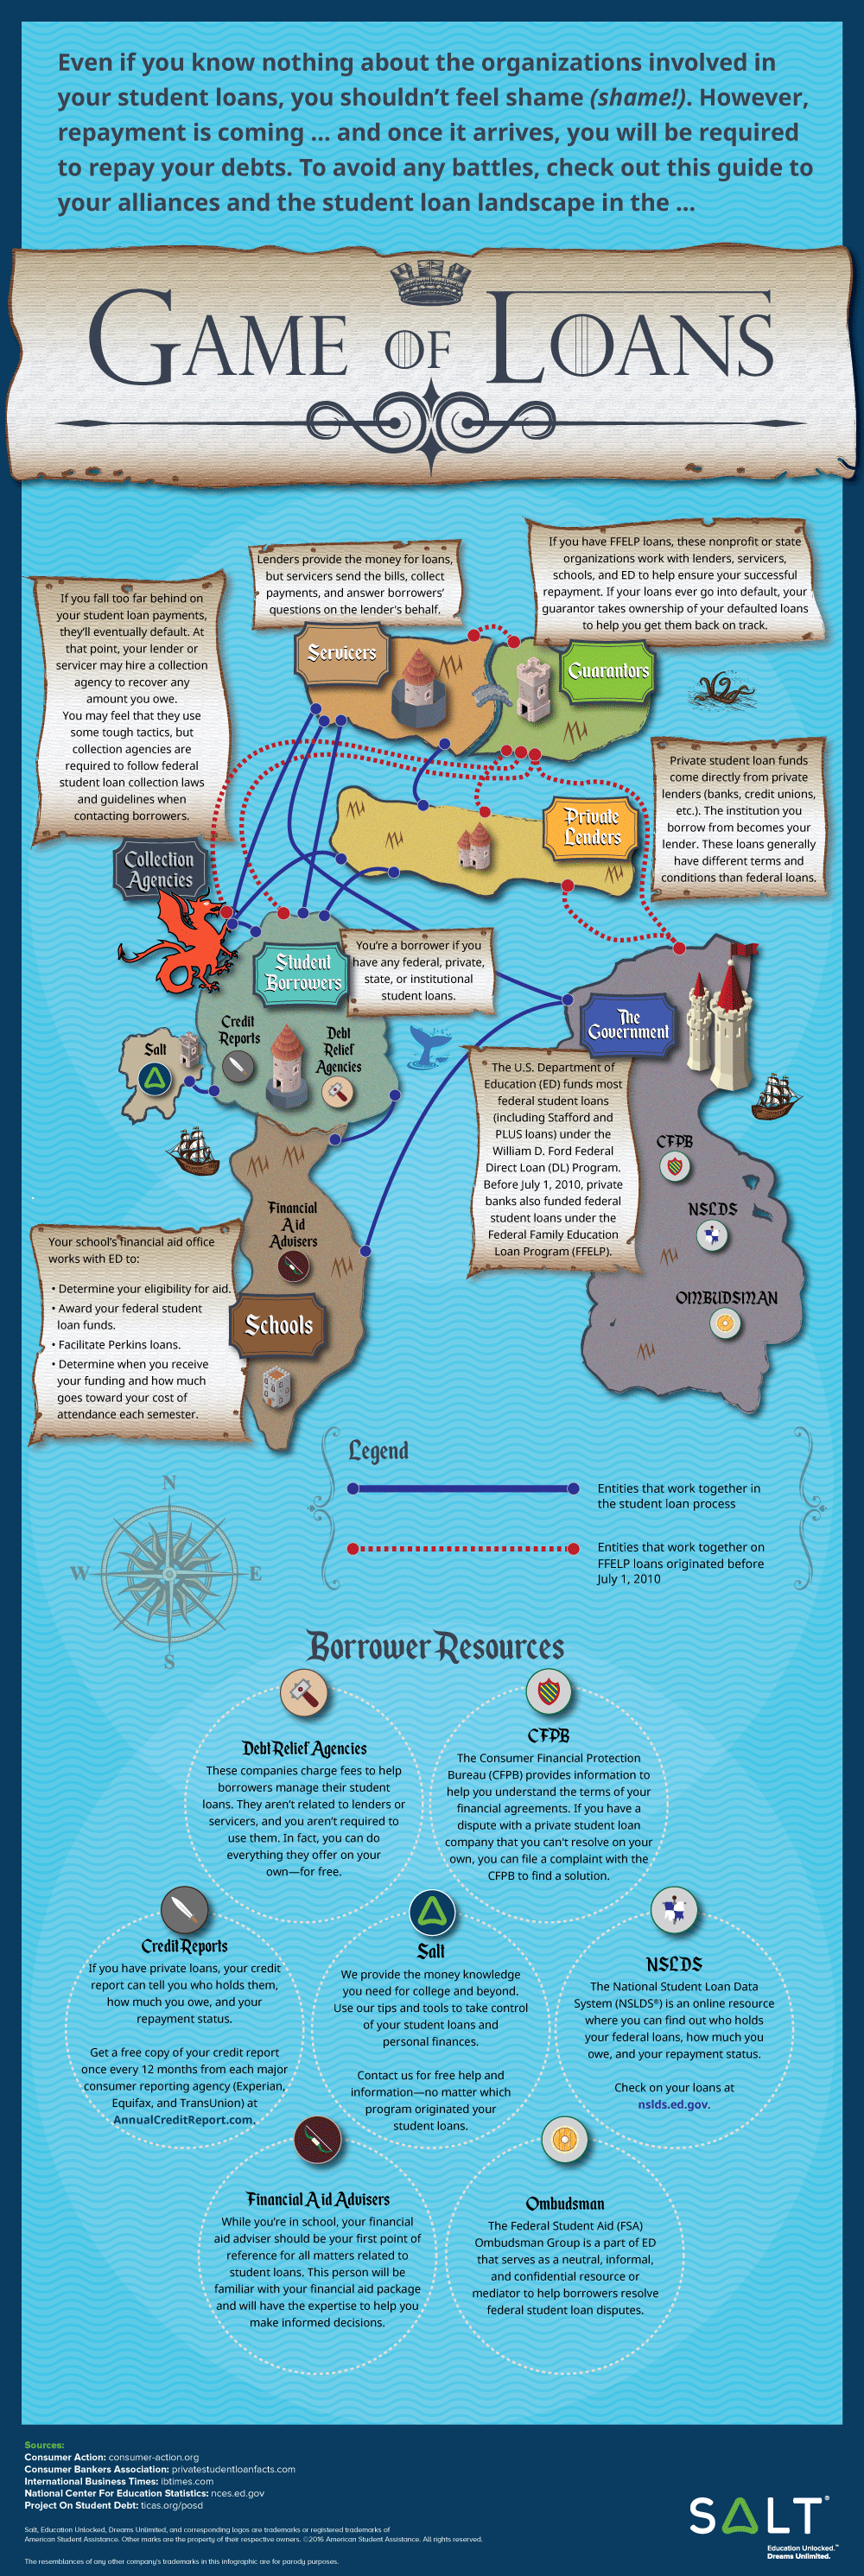 Even if you know nothing about the organizations involved in
your student loans, you shouldn't feel shame (shame!). However,
repayment is coming ... and once it arrives, you will be required
to repay your debts. To avoid any battles, check out this guide to
your alliances and the student loan landscape in the ...
GAME OF LOANS
Lenders provide the money for loans,
but servicers send the bills, collect
payments, and answer borrowers'
questions on the lender's behalf.
If you have FFELP loans, these nonprofit or state
organizations work with lenders, servicers,
schools, and ED to help ensure your successful
repayment. If your loans ever go into default, your
guarantor takes ownership of your defaulted loans
to help you get them back on track.
If you fall too far behind on
your student loan payments,
they'll eventually default. At
that point, your lender or
servicer may hire a collection
agency to recover any
amount you owe.
You may feel that they use
some tough tactics, but
collection agencies are
required to follow federal
student loan collection laws
and guidelines when
contacting borrowers.
Servicers
Guarantors
Private student loan funds
come directly from private
lenders (banks, credit unions,
etc.). The institution you
borrow from becomes your
lender. These loans generally
have different terms and
conditions than federal loans.
Private
Lenders
Collection
Agencies
Student
Borrowers
You're a borrower if you
have any federal, private,
state, or institutional
student loans.
The
Government
Credit
Reports
Debt
Relief
Agencies
Salt
The U.S. Department of
Education (ED) funds most
federal student loans
(including Stafford and
PLUS loans) under the
William D. Ford Federal
Direct Loan (DL) Program.
Before July 1, 2010, private
banks also funded federal
student loans under the
Federal Family Education
Loan Program (FFELP).
CFPB
NSLDS
OMBUDSMAN
Financial
Aid
Advisers
Schools
Your school's financial aid office
works with ED to:
• Determine your eligibility for aid.
• Award your federal student
loan funds.
• Facilitate Perkins loans.
• Determine when you receive
your funding and how much
goes toward your cost of
attendance each semester.
Legend
Entities that work together in
the student loan process
Entities that work together on
FFELP loans originated before
July 1, 2010
N
W
E
S
Borrower Resources
Debt Relief Agencies
These companies charge fees to help
borrowers manage their student
loans. They aren't related to lenders or
servicers, and you aren't required to
use them. In fact, you can do
everything they offer on your
own—for free.
CFPB
The Consumer Financial Protection
Bureau (CFPB) provides information to
help you understand the terms of your
financial agreements. If you have a
dispute with a private student loan
company that you can't resolve on your
own, you can file a complaint with the
CFPB to find a solution.
Credit Reports
If you have private loans, your credit
report can tell you who holds them,
how much you owe, and your
repayment status.
Get a free copy of your credit report
once every 12 months from each major
consumer reporting agency (Experian,
Equifax, and TransUnion) at
AnnualCreditReport.com.
Salt
We provide the money knowledge
you need for college and beyond.
Use our tips and tools to take control
of your student loans and
personal finances.
Contact us for free help and
information—no matter which
program originated your
student loans.
NSLDS
The National Student Loan Data
System (NSLDS®) is an online resource
where you can find out who holds
your federal loans, how much you
owe, and your repayment status.
Check on your loans at
nslds.ed.gov.
Financial Aid Advisers
While you're in school, your financial
aid adviser should be your first point of
reference for all matters related to
student loans. This person will be
familiar with your financial aid package
and will have the expertise to help you
make informed decisions.
Ombudsman
The Federal Student Aid (FSA)
Ombudsman Group is a part of ED
that serves as a neutral, informal,
and confidential resource or
mediator to help borrowers resolve
federal student loan disputes.
Sources:
Consumer Action: consumer-action.org
Consumer Bankers Association: privatestudentloanfacts.com
International Business Times: ibtimes.com
National Center For Education Statistics: nces.ed.gov
Project On Student Debt: ticas.org/posd
Salt, Education Unlocked, Dreams Unlimited, and corresponding logos are trademarks or registered trademarks of
American Student Assistance. Other marks are the property of their respective owners. ©2016 American Student Assistance. All rights reserved.
The resemblances of any other company's trademarks in this infographic are for parody purposes.
SALT®
Education Unlocked.™
Dreams Unlimited.